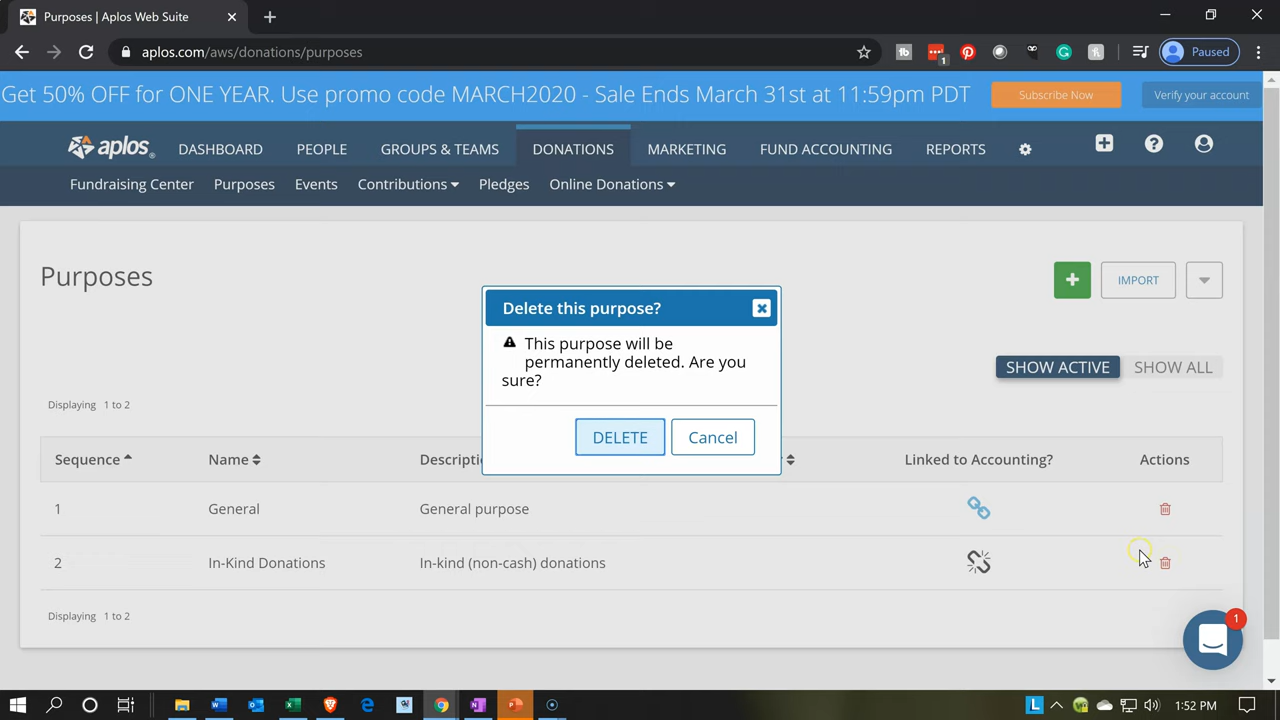 Purposes | Aplos Web Suite
aplos.com/aws/donations/purposes
1
Paused
Get 50% OFF for ONE YEAR. Use promo code MARCH2020 - Sale Ends March 31st at 11:59pm PDT
Subscribe Now
Verify your account
aplos
DASHBOARD
PEOPLE
GROUPS & TEAMS
DONATIONS
MARKETING
FUND ACCOUNTING
REPORTS
Fundraising Center
Purposes
Events
Contributions
Pledges
Online Donations
Purposes
IMPORT
Delete this purpose?
This purpose will be
permanently deleted. Are you
sure?
DELETE
Cancel
SHOW ACTIVE
SHOW ALL
Displaying 1 to 2
Sequence
Name
Linked to Accounting?
Actions
1
General
General purpose
2
In-Kind Donations
In-kind (non-cash) donations
Displaying 1 to 2
1
1:52 PM